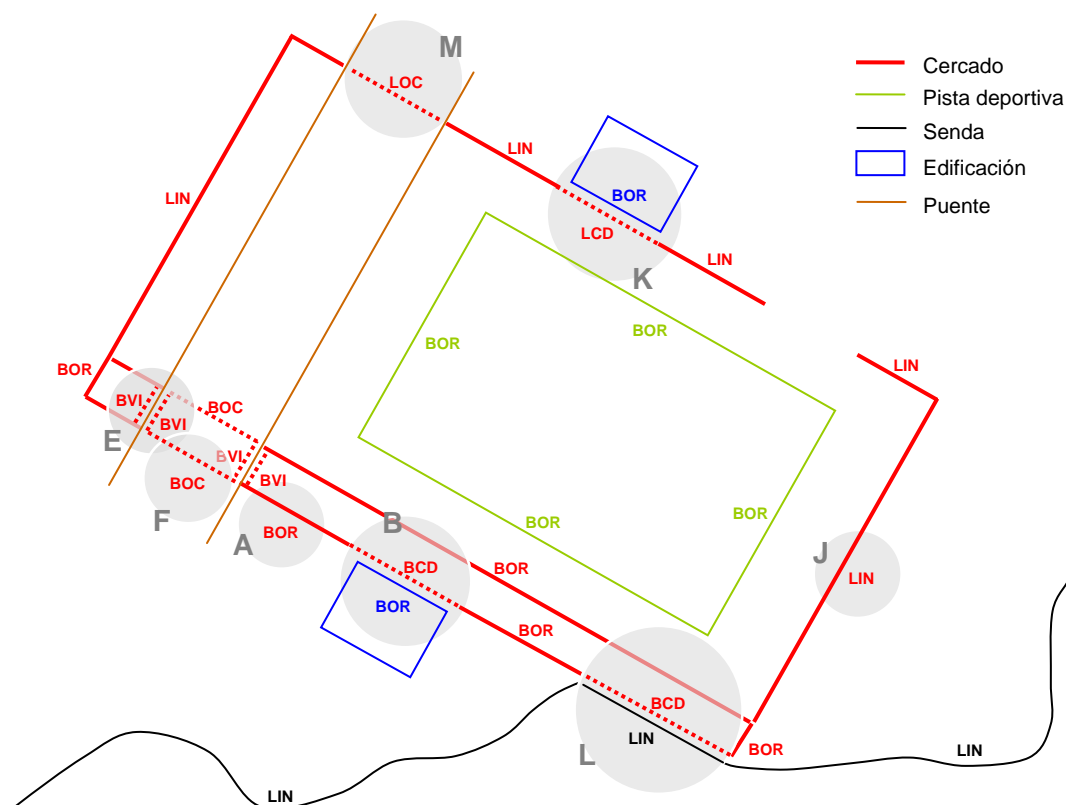 M
LOC
Cercado
Pista deportiva
Senda
Edificación
Puente
LIN
LIN
BOR
LCD
LIN
K
BOR
BOR
LIN
BOR
BVI
BOC
BVI
E
BVI
BOC
BVI
F
A
BOR
B
BCD
BOR
BOR
BOR
BOR
BOR
J
LIN
BCD
LIN
L
BOR
LIN
LIN